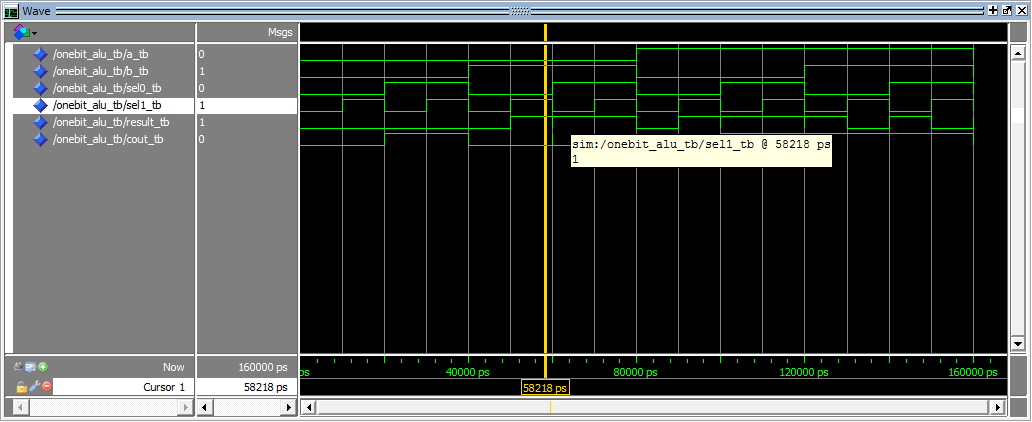 Wave
Msgs
/onebit_alu_tb/a_tb 0
/onebit_alu_tb/b_tb 1
/onebit_alu_tb/sel0_tb 0
/onebit_alu_tb/sel1_tb 1
/onebit_alu_tb/result_tb 1
/onebit_alu_tb/cout_tb 0
sim:/onebit_alu_tb/sel1_tb @ 58218 ps
1
Now 160000 ps ps 40000 ps 80000 ps 120000 ps 160000 ps
Cursor 1 58218 ps 58218 ps